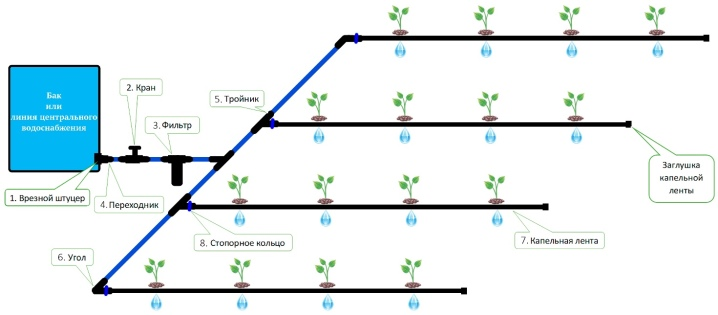 Бак
или
линия центрального
водоснабжения
2. Кран
3. Фильтр
5. Тройник
1. Врезной штуцер
4. Переходник
6. Угол
8. Стопорное кольцо
7. Капельная лента
Заглушка
капельной
ленты